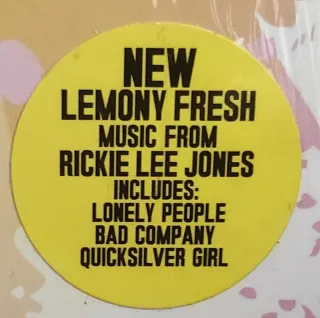 NEW
LEMONY FRESH
MUSIC FROM
RICKIE LEE JONES
INCLUDES:
LONELY PEOPLE
BAD COMPANY
QUICKSILVER GIRL